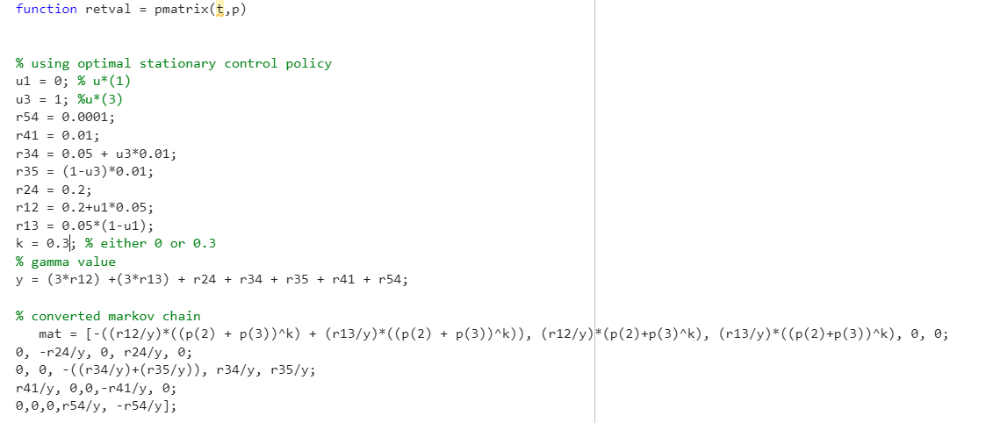 function retval = pmatrix(t,p)
% using optimal stationary control policy
u1 = 0; % u*(1)
u3 = 1; %u*(3)
r54 = 0.0001;
r41 = 0.01;
r34 = 0.05 + u3*0.01;
r35 = (1-u3)*0.01;
r24 = 0.2;
r12 = 0.2+u1*0.05;
r13 = 0.05*(1-u1);
k = 0.3; % either 0 or 0.3
% gamma value
y = (3*r12) +(3*r13) + r24 + r34 + r35 + r41 + r54;
% converted markov chain
mat = [-((r12/y)*((p(2) + p(3))^k) + (r13/y)*((p(2) + p(3))^k)), (r12/y)*(p(2)+p(3)^k), (r13/y)*((p(2)+p(3))^k), 0, 0;
0, -r24/y, 0, r24/y, 0;
0, 0, -((r34/y)+(r35/y)), r34/y, r35/y;
r41/y, 0,0,-r41/y, 0;
0,0,0,r54/y, -r54/y];